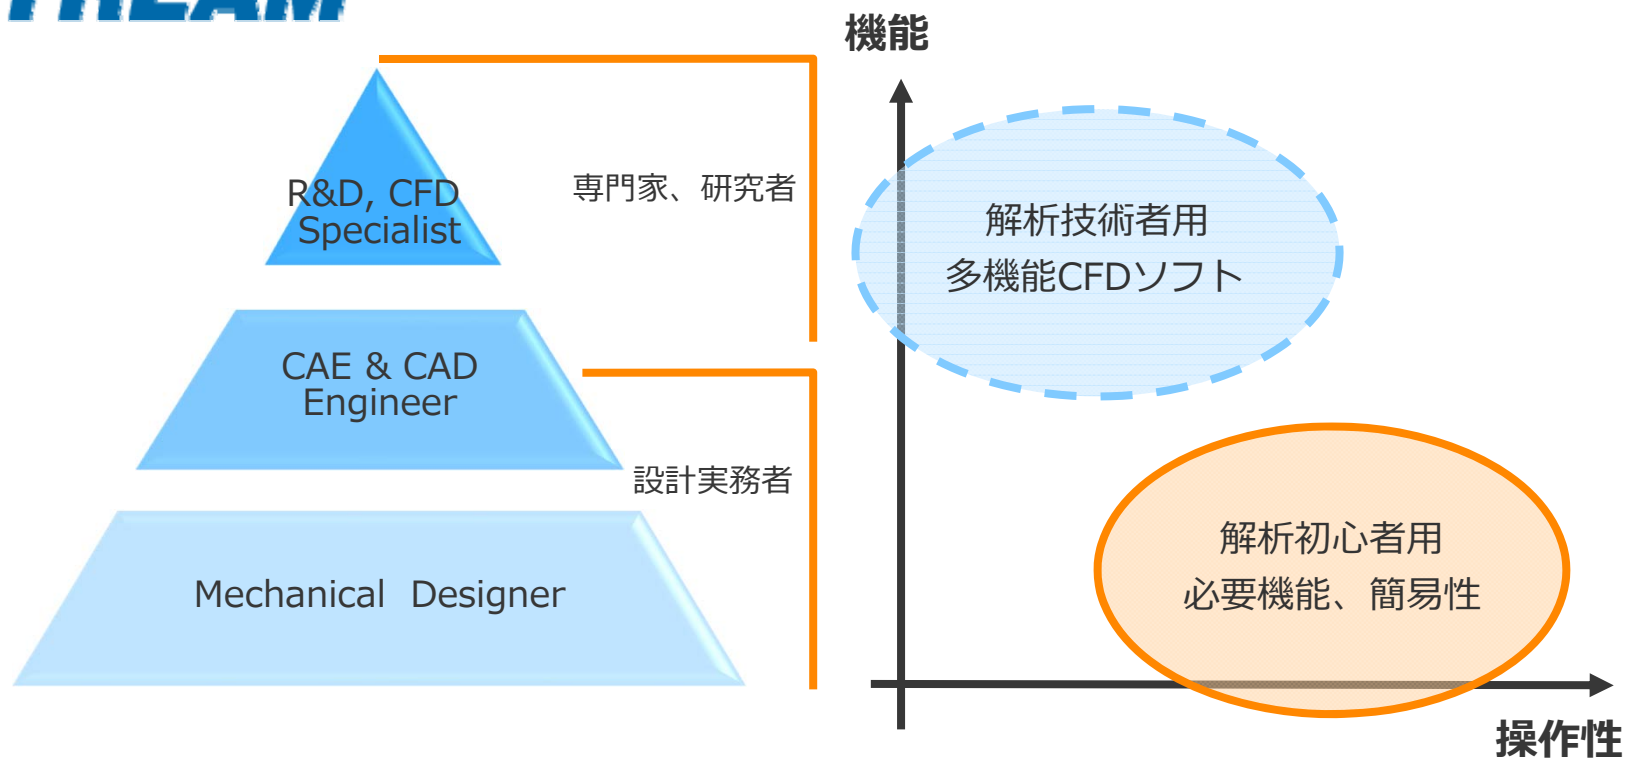 機能
R&D, CFD
Specialist
専門家、研究者
CAE & CAD
Engineer
設計実務者
Mechanical Designer
解析技術者用
多機能CFDソフト
解析初心者用
必要機能、簡易性
操作性